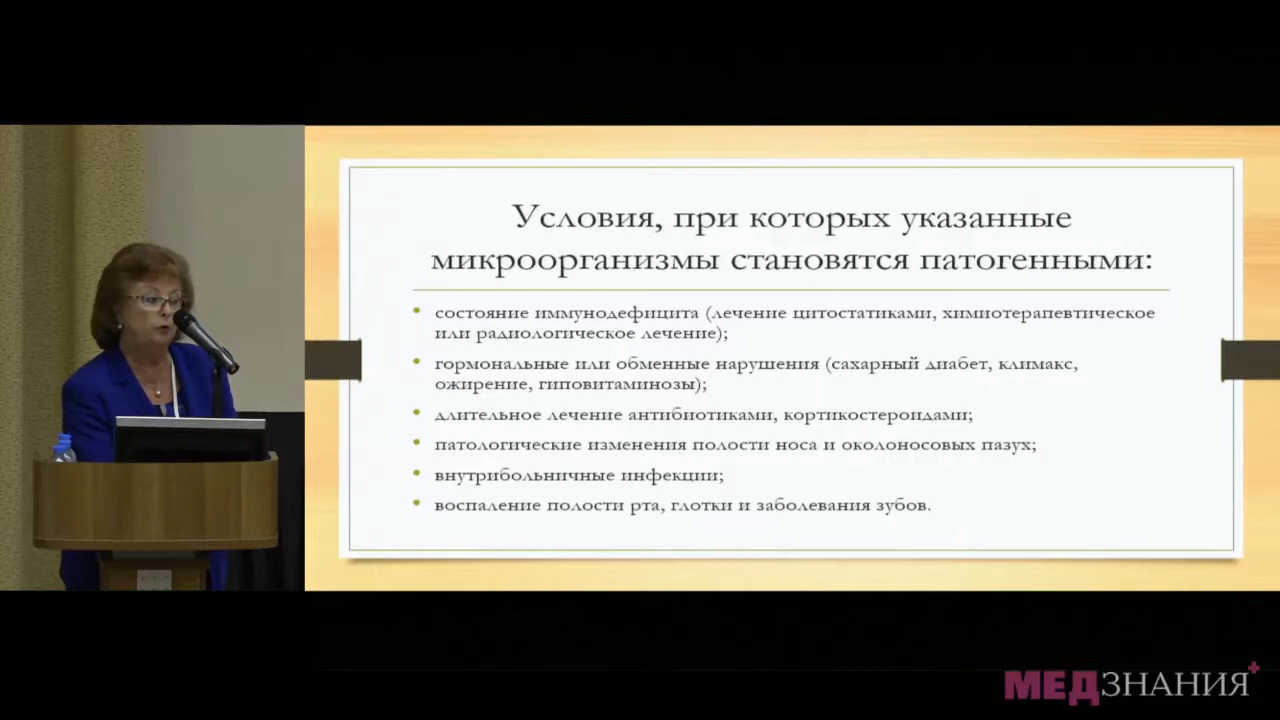 Условия, при которых указанные
микроорганизмы становятся патогенными:
• состояние иммунодефицита (лечение цитостатиками, химиотерапевтическое
или радиологическое лечение);
• гормональные или обменные нарушения (сахарный диабет, климакс,
ожирение, гиповитаминозы);
• длительное лечение антибиотиками, кортикостероидами;
• патологические изменения полости носа и околоносовых пазух;
• внутрибольничные инфекции;
• воспаление полости рта, глотки и заболевания зубов.
МЕДЗНАНИЯ+